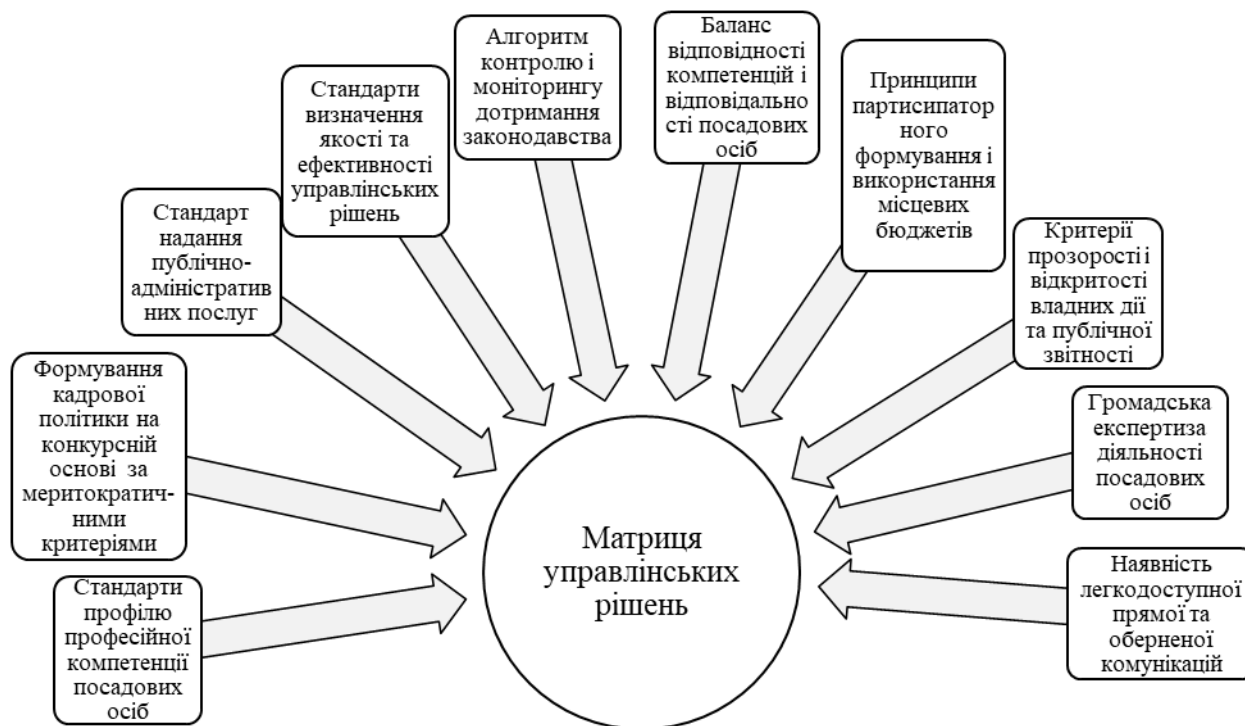 Стандарти
профілю
професійної
компетенції
посадових
осіб
Формування
кадрової
політики на
конкурсній
основі за
меритократич-
ними
критеріями
Стандарт
надання
публічно-
адміністратив
них послуг
Стандарти
визначення
якості та
ефективності
управлінських
рішень
Алгоритм
контролю і
моніторингу
дотримання
законодавства
Баланс
відповідності
компетенцій і
відповідально
сті посадових
осіб
Принципи
партисипатор
ного
формування і
використання
місцевих
бюджетів
Критерії
прозорості і
відкритості
владних дії
та публічної
звітності
Громадська
експертиза
діяльності
посадових
осіб
Наявність
легкодоступної
прямої та
оберненої
комунікацій
Матриця
управлінських
рішень